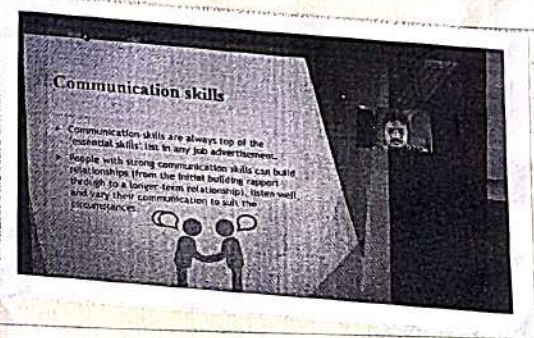 Communication skills
Communication skills are always top of the
'essential skills' list in any job advertisement.
People with strong communication skills can build
relationships (from the initial building rapport
through to a longer-term relationship), listen well,
and vary their communication to suit the
circumstances.